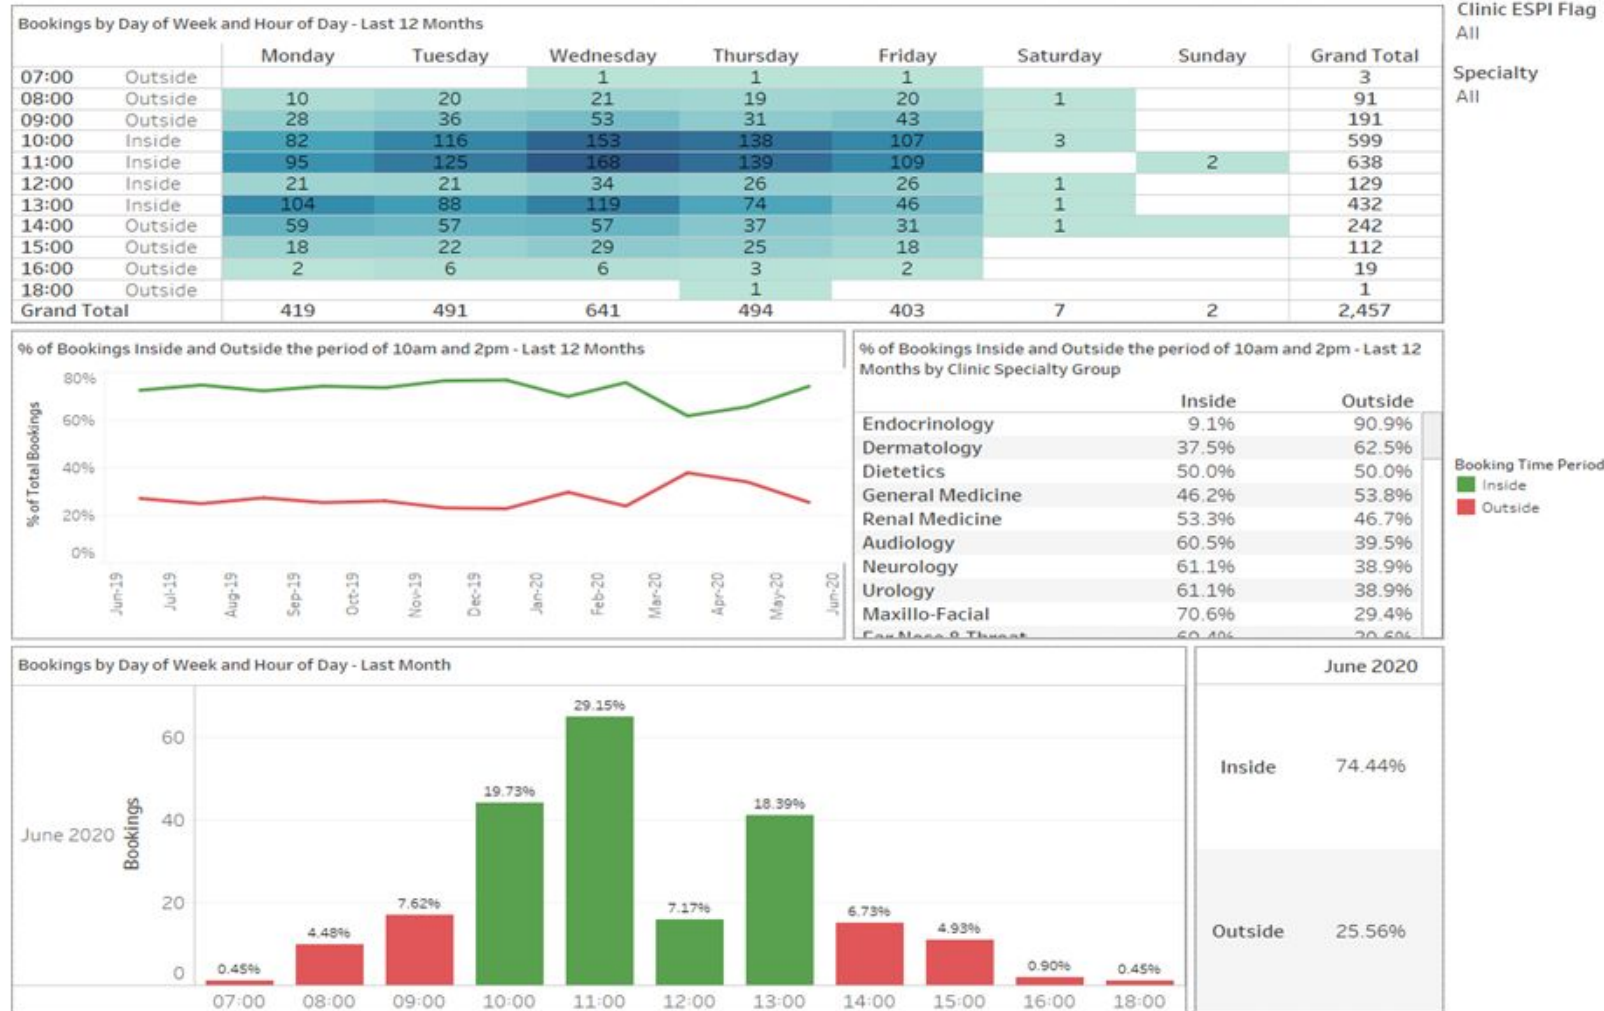 Bookings by Day of Week and Hour of Day - Last 12 Months
Monday Tuesday Wednesday Thursday Friday Saturday Sunday Grand Total
07:00 Outside 1 1 1 3
08:00 Outside 10 20 21 19 20 1 91
09:00 Outside 28 36 53 31 43 191
10:00 Inside 82 116 153 138 107 3 599
11:00 Inside 95 125 168 139 109 2 638
12:00 Inside 21 21 34 26 26 1 129
13:00 Inside 104 88 119 74 46 1 432
14:00 Outside 59 57 57 37 31 1 242
15:00 Outside 18 22 29 25 18 112
16:00 Outside 2 6 6 3 2 19
18:00 Outside 1 1
Grand Total 419 491 641 494 403 7 2 2,457
Clinic ESPI Flag
All
Specialty
All
% of Bookings Inside and Outside the period of 10am and 2pm - Last 12 Months
% of Total Bookings
80%
60%
40%
20%
0%
Jun-19 Jul-19 Aug-19 Sep-19 Oct-19 Nov-19 Dec-19 Jan-20 Feb-20 Mar-20 Apr-20 May-20 Jun-20
% of Bookings Inside and Outside the period of 10am and 2pm - Last 12
Months by Clinic Specialty Group
Inside Outside
Endocrinology 9.1% 90.9%
Dermatology 37.5% 62.5%
Dietetics 50.0% 50.0%
General Medicine 46.2% 53.8%
Renal Medicine 53.3% 46.7%
Audiology 60.5% 39.5%
Neurology 61.1% 38.9%
Urology 61.1% 38.9%
Maxillo-Facial 70.6% 29.4%
Ear Nose & Throat
Booking Time Period
Inside
Outside
Bookings by Day of Week and Hour of Day - Last Month
June 2020
Bookings
60
40
20
0
0.45% 4.48% 7.62% 19.73% 29.15% 7.17% 18.39% 6.73% 4.93% 0.90% 0.45%
07:00 08:00 09:00 10:00 11:00 12:00 13:00 14:00 15:00 16:00 18:00
June 2020
Inside 74.44%
Outside 25.56%